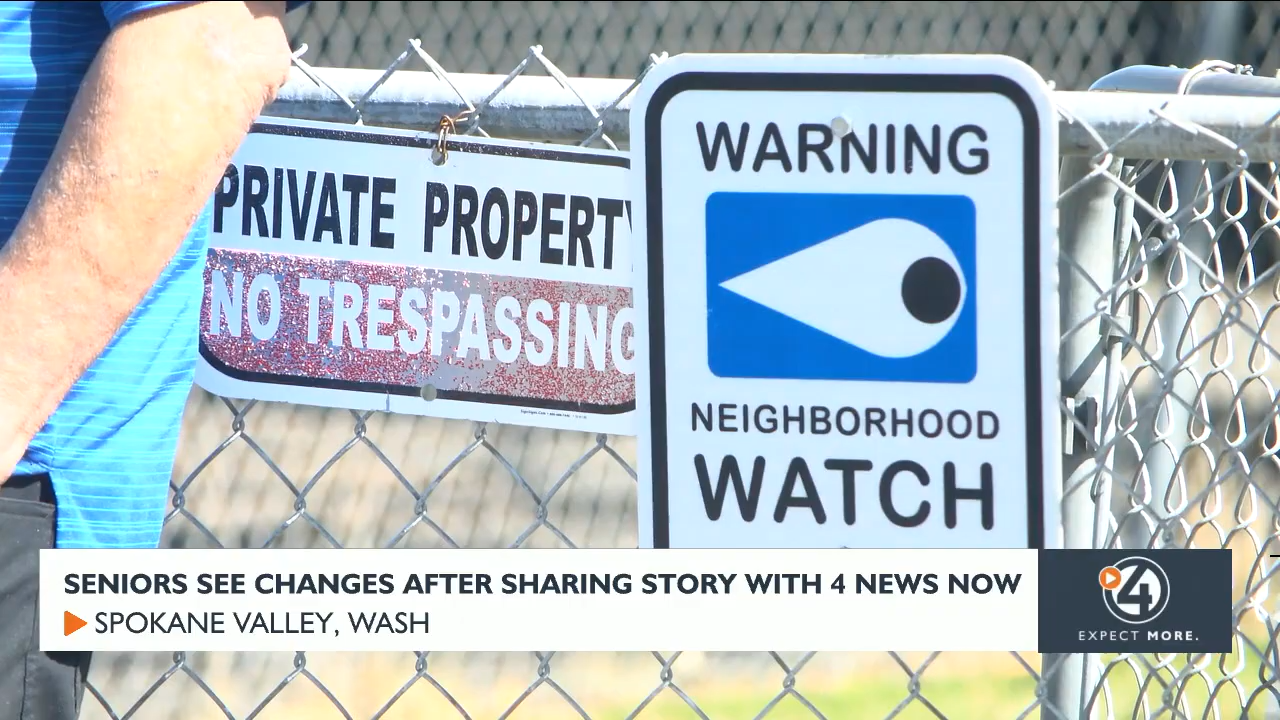 PRIVATE PROPERTY
NO TRESPASSING
WARNING
NEIGHBORHOOD
WATCH
SENIORS SEE CHANGES AFTER SHARING STORY WITH 4 NEWS NOW
SPOKANE VALLEY, WASH
4
EXPECT MORE.